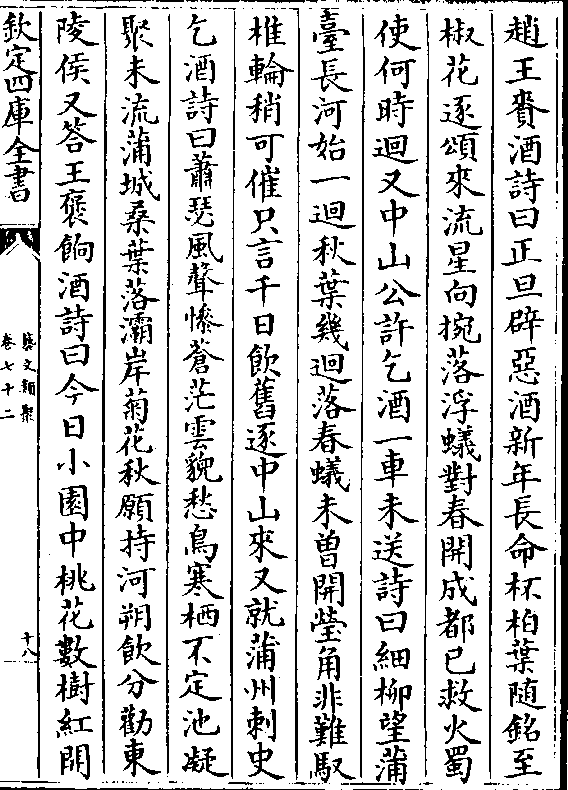 趙王賚酒詩曰正旦辟惡酒新年長命杯柏葉随銘至
椒花逐頌來流星向捥落浮蟻對春開成都已救火蜀
使何時迴又中山公許乞酒一車未送詩曰細柳望蒲
臺長河始一迴秋葉幾迴落春蟻未曽開瑩角非難馭
椎輪稍可催只言千日飲舊逐中山來又就蒲州刺史
乞酒詩曰蕭瑟風聲慘蒼茫雲貌愁鳥寒栖不定池凝
聚未流蒲城桑葉落灞岸菊花秋願持河朔飲分勸東
陵侯又答王褒餉酒詩曰今日小園中桃花數樹紅開
欽定四庫全書
藝文類聚
卷七十二
十八